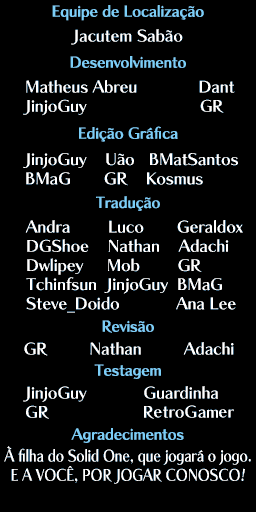 Equipe de Localização
Jacutem Sabão
Desenvolvimento
Matheus Abreu Dant
JinjoGuy GR
Edição Gráfica
JinjoGuy Uão BMatSantos
BMaG GR Kosmus
Tradução
Andra Luco Geraldox
DGShoe Nathan Adachi
Dwlipey Mob GR
Tchinfsun JinjoGuy BMaG
Steve_Doido Ana Lee
Revisão
GR Nathan Adachi
Testagem
JinjoGuy Guardinha
GR RetroGamer
Agradecimentos
À filha do Solid One, que jogará o jogo.
E A VOCÊ, POR JOGAR CONOSCO!